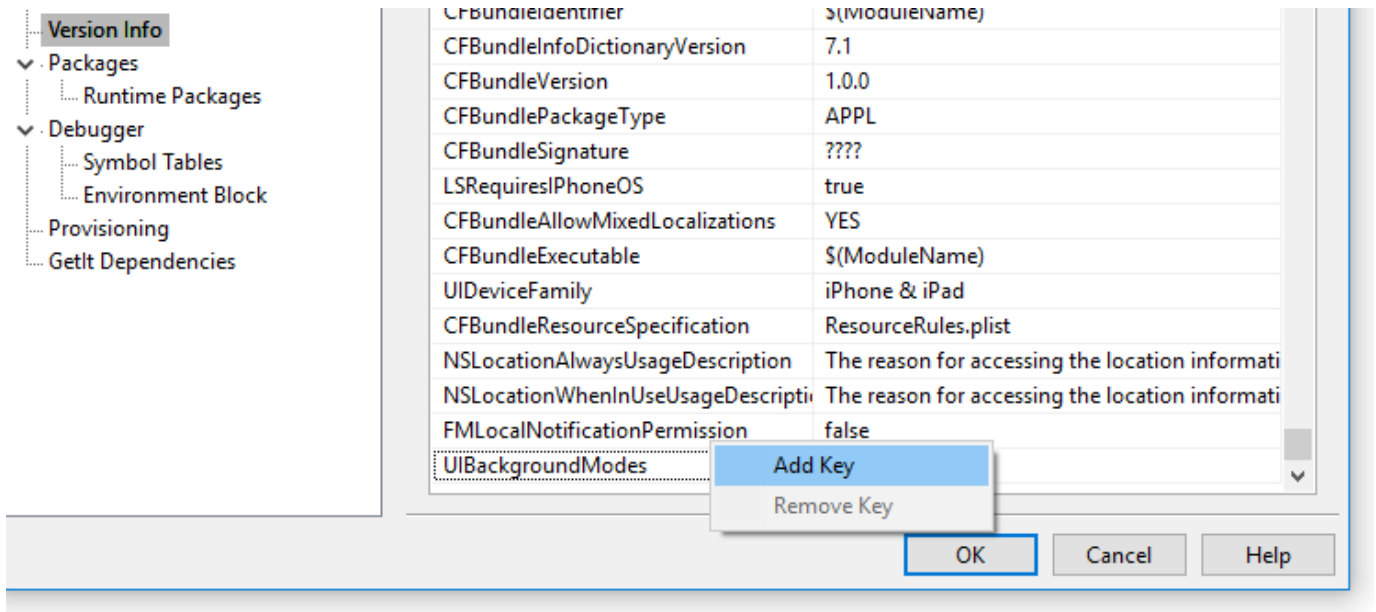 Version Info
Packages
Runtime Packages
Debugger
Symbol Tables
Environment Block
Provisioning
GetIt Dependencies
CFBundleIdentifier $(ModuleName)
CFBundleInfoDictionaryVersion 7.1
CFBundleVersion 1.0.0
CFBundlePackageType APPL
CFBundleSignature ????
LSRequiresIPhoneOS true
CFBundleAllowMixedLocalizations YES
CFBundleExecutable $(ModuleName)
UIDeviceFamily iPhone & iPad
CFBundleResourceSpecification ResourceRules.plist
NSLocationAlwaysUsageDescription The reason for accessing the location informati
NSLocationWhenInUseUsageDescripti The reason for accessing the location informati
FMLocalNotificationPermission false
UIBackgroundModes
Add Key
Remove Key
OK Cancel Help